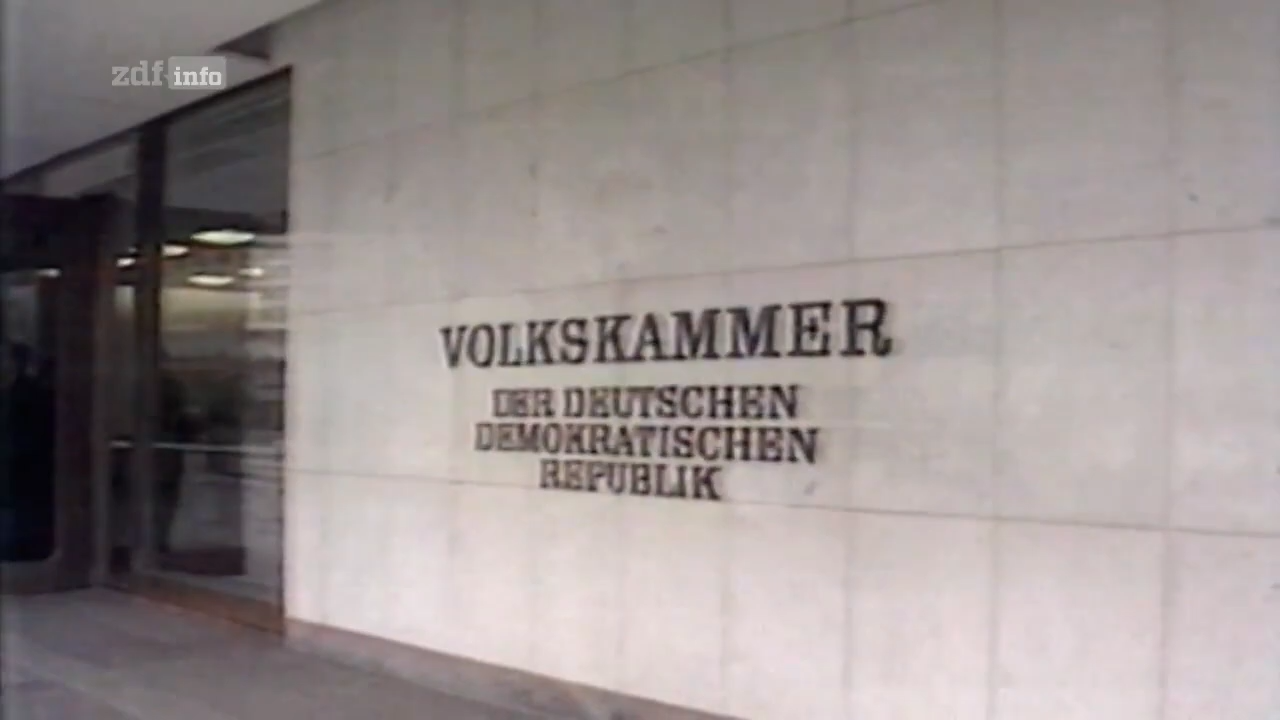 zdf info
VOLKSKAMMER
DER DEUTSCHEN
DEMOKRATISCHEN
REPUBLIK